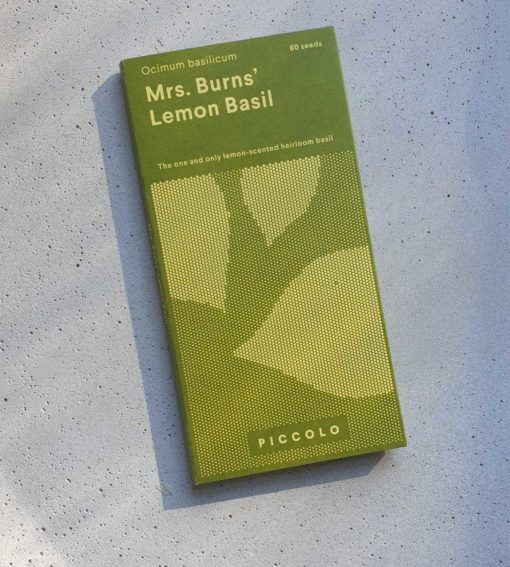 Ocimum basilicum
60 seeds
Mrs. Burns’
Lemon Basil
The one and only lemon-scented heirloom basil
PICCOLO